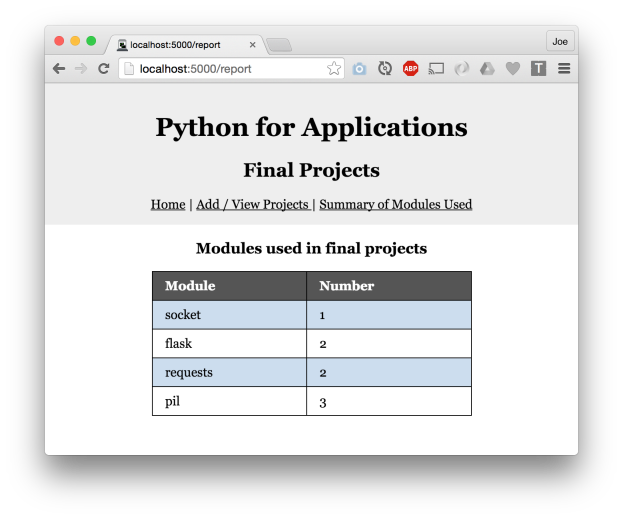 localhost:5000/report
Joe
localhost:5000/report
ABP
T
Python for Applications
Final Projects
Home | Add / View Projects | Summary of Modules Used
Modules used in final projects
Module Number
socket 1
flask 2
requests 2
pil 3